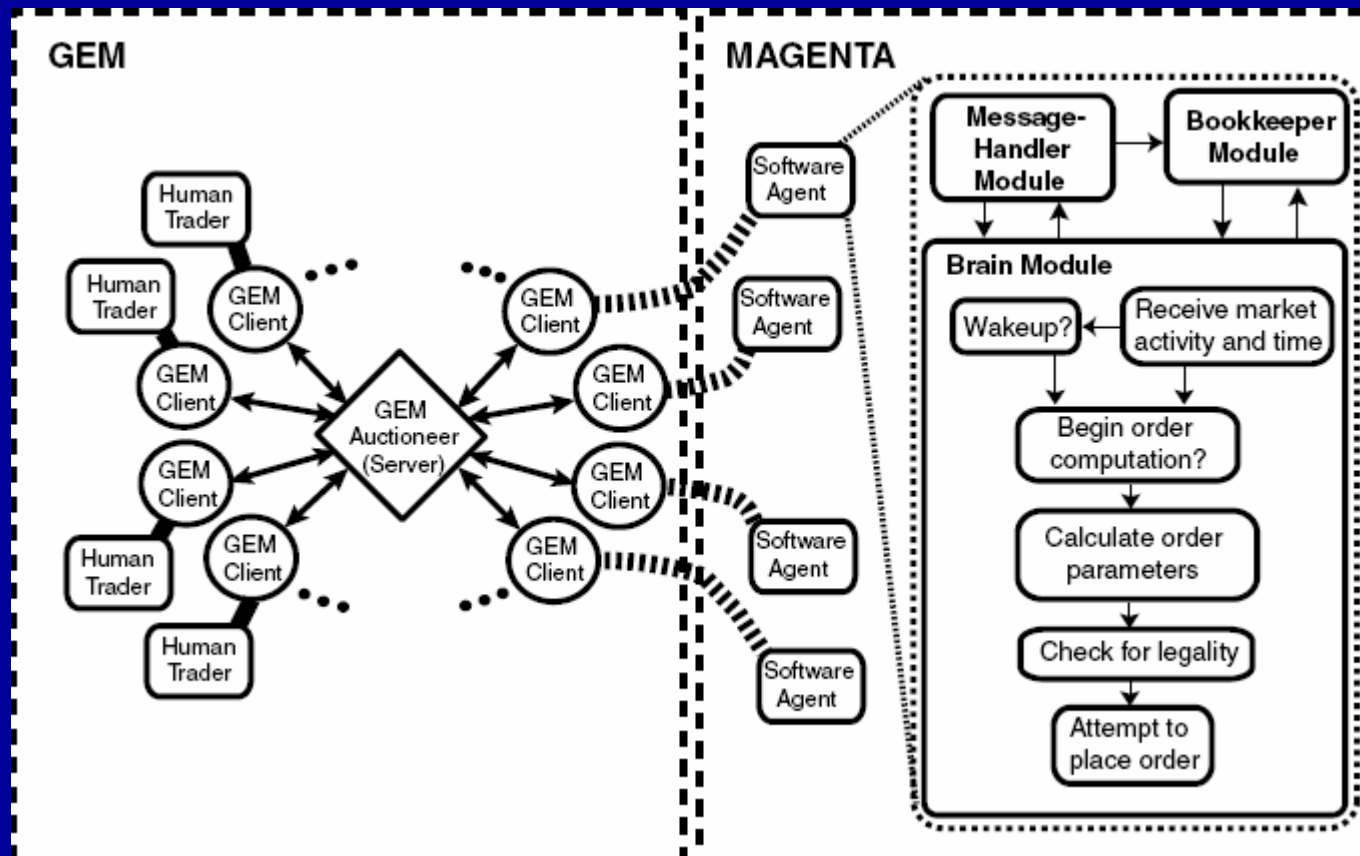 GEM
Human
Trader
Human
Trader
GEM
Client
GEM
Client
GEM
Client
Human
Trader
GEM
Client
Human
Trader
GEM
Auctioneer
(Server)
GEM
Client
GEM
Client
GEM
Client
GEM
Client
MAGENTA
Software
Agent
Software
Agent
Software
Agent
Software
Agent
Message-
Handler
Module
Bookkeeper
Module
Brain Module
Wakeup?
Receive market
activity and time
Begin order
computation?
Calculate order
parameters
Check for legality
Attempt to
place order